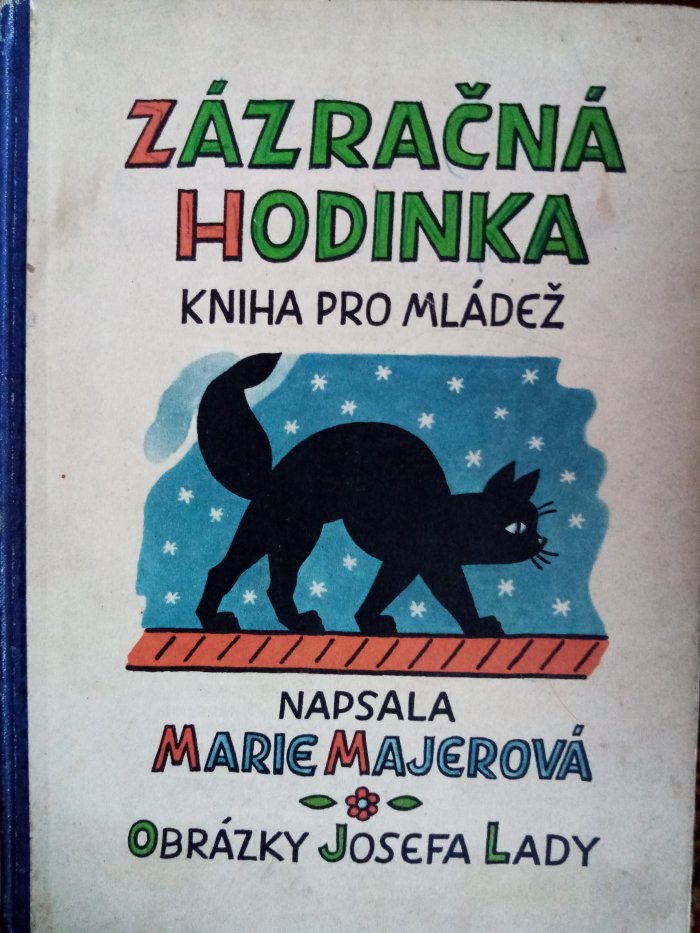 ZÁZRAČNÁ
HODINKA
KNIHA PRO MLÁDEŽ
NAPSALA
MARIE MAJEROVÁ
OBRÁZKY JOSEFA LADY